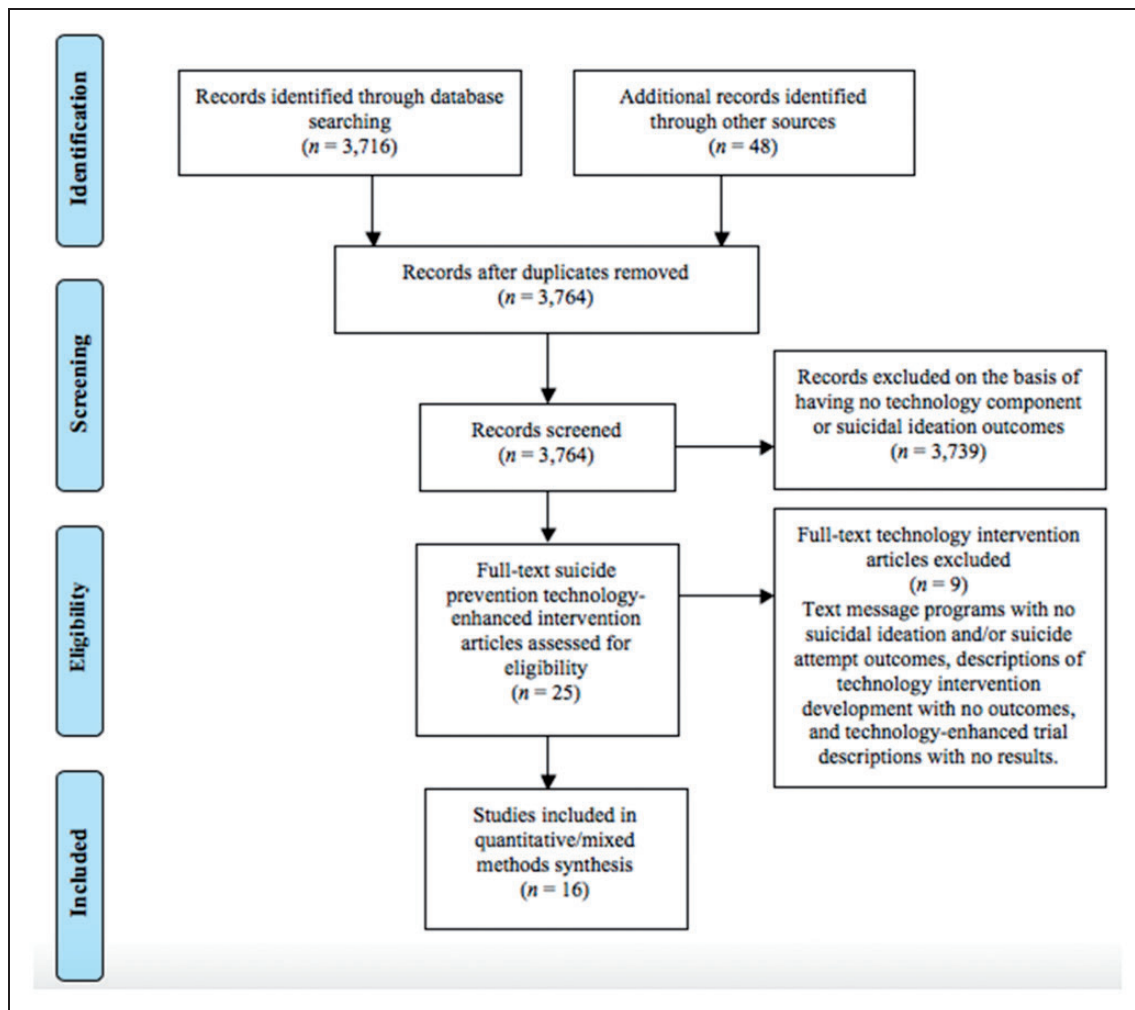 Identification
Records identified through database
searching
(n = 3,716)
Additional records identified
through other sources
(n = 48)
Records after duplicates removed
(n = 3,764)
Screening
Records screened
(n = 3,764)
Records excluded on the basis of
having no technology component
or suicidal ideation outcomes
(n = 3,739)
Eligibility
Full-text suicide
prevention technology-
enhanced intervention
articles assessed for
eligibility
(n = 25)
Full-text technology intervention
articles excluded
(n = 9)
Text message programs with no
suicidal ideation and/or suicide
attempt outcomes, descriptions of
technology intervention
development with no outcomes,
and technology-enhanced trial
descriptions with no results.
Included
Studies included in
quantitative/mixed
methods synthesis
(n = 16)